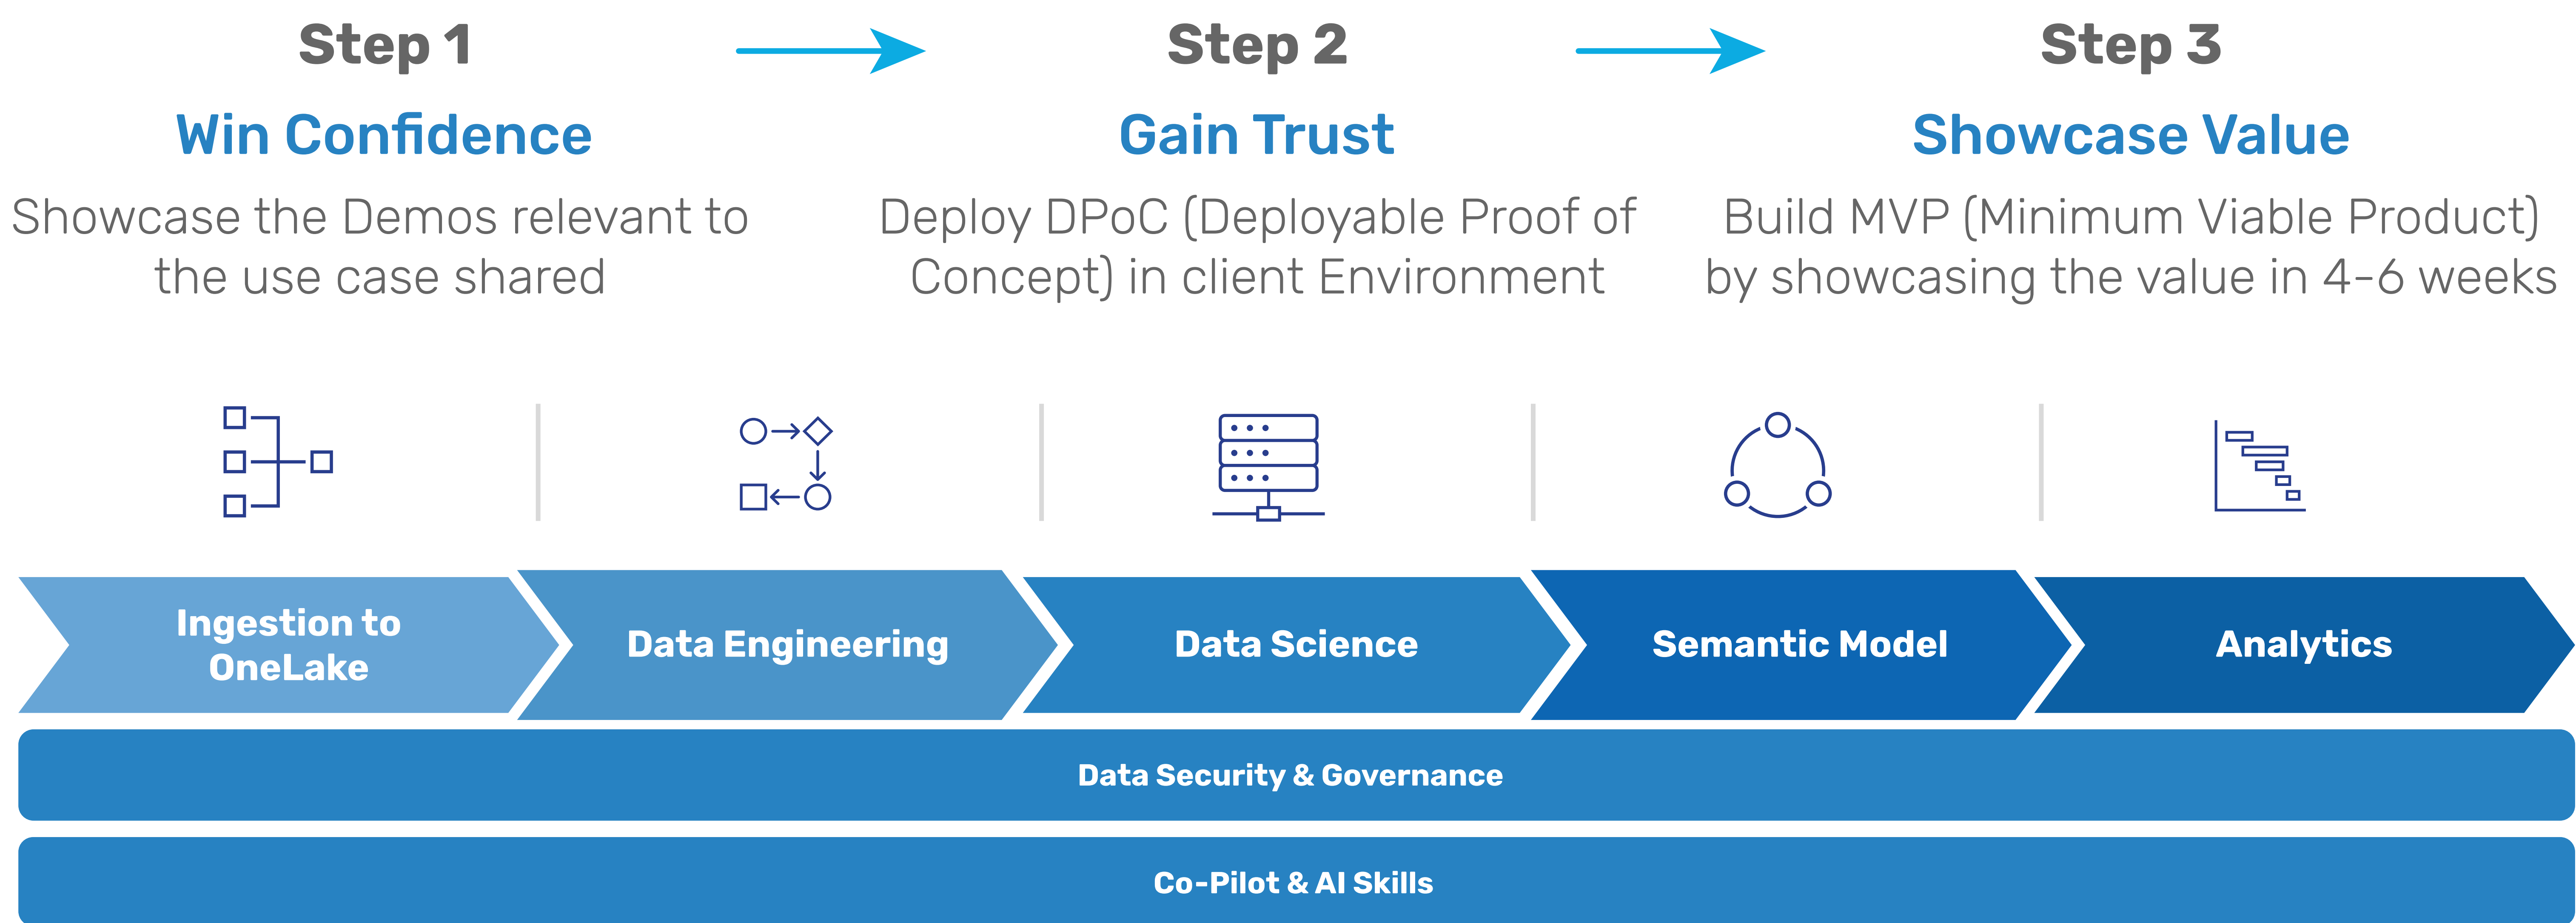 Step 1
Step 2
Step 3
Win Confidence
Gain Trust
Showcase Value
Showcase the Demos relevant to
the use case shared
Deploy DPoC (Deployable Proof of
Concept) in client Environment
Build MVP (Minimum Viable Product)
by showcasing the value in 4-6 weeks
Ingestion to
OneLake
Data Engineering
Data Science
Semantic Model
Analytics
Data Security & Governance
Co-Pilot & AI Skills